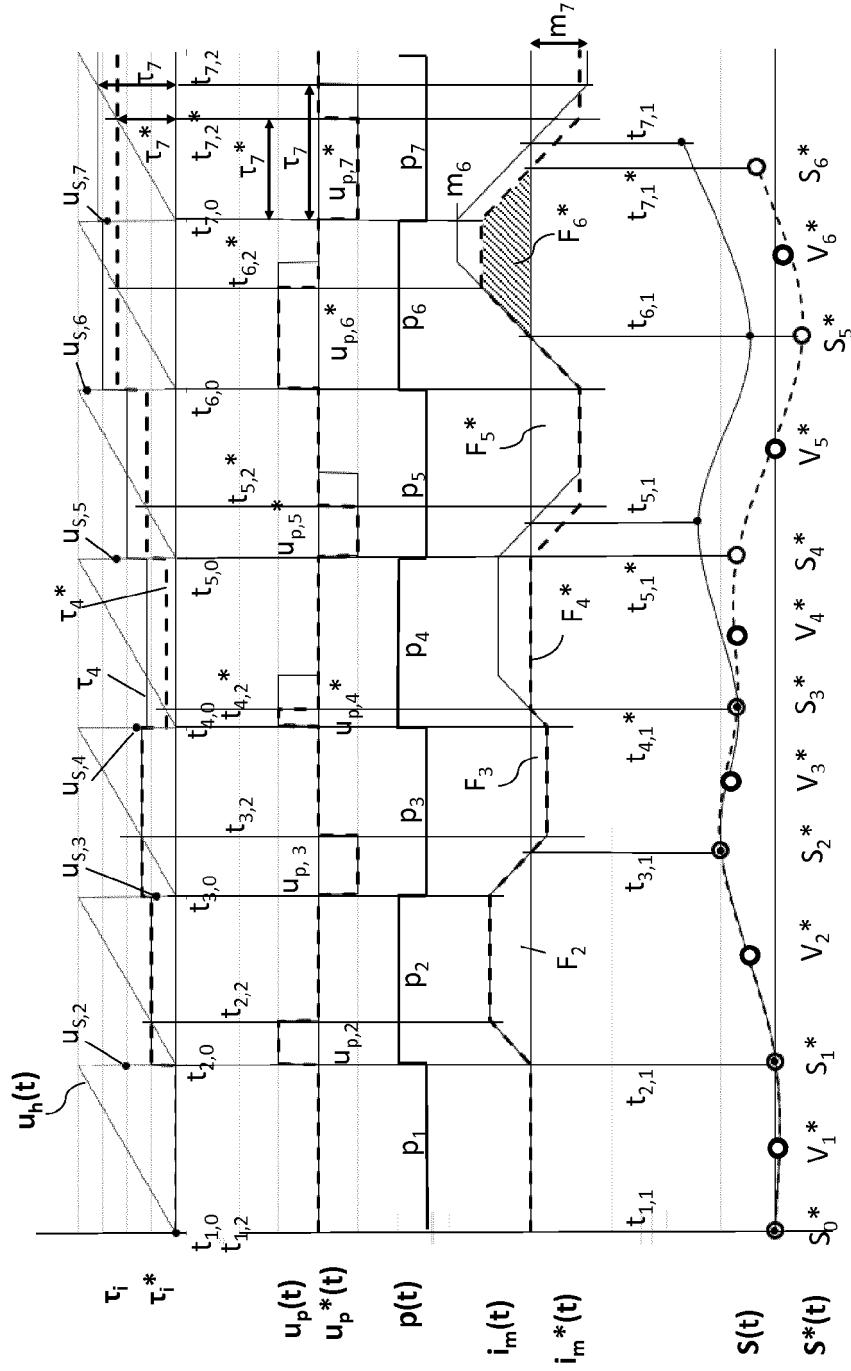 u_h(t)
u_s,2
u_s,3
u_s,4
τ_4
τ_4*
u_s,5
u_s,6
u_s,7
τ_i
τ_i*
τ_7*
τ_7
t_1,0
t_1,2
t_2,0
t_2,2
t_3,0
t_3,2
t_4,0
t_4,2*
t_5,0
t_5,2*
t_6,0
t_6,2*
t_7,0
t_7,2*
t_7,2
τ_7*
τ_7
u_p(t)
u_p*(t)
u_p,2
u_p,3
u_p,4*
u_p,5*
u_p,6*
u_p,7*
p(t)
p_1
p_2
p_3
p_4
p_5
p_6
p_7
i_m(t)
i_m*(t)
F_2
F_3
F_4*
F_5*
F_6*
m_6
m_7
t_1,1
t_2,1
t_3,1
t_4,1*
t_5,1*
t_5,1
t_6,1
t_7,1*
t_7,1
S(t)
S*(t)
S_0*
V_1*
S_1*
V_2*
S_2*
V_3*
S_3*
V_4*
S_4*
V_5*
S_5*
V_6*
S_6*